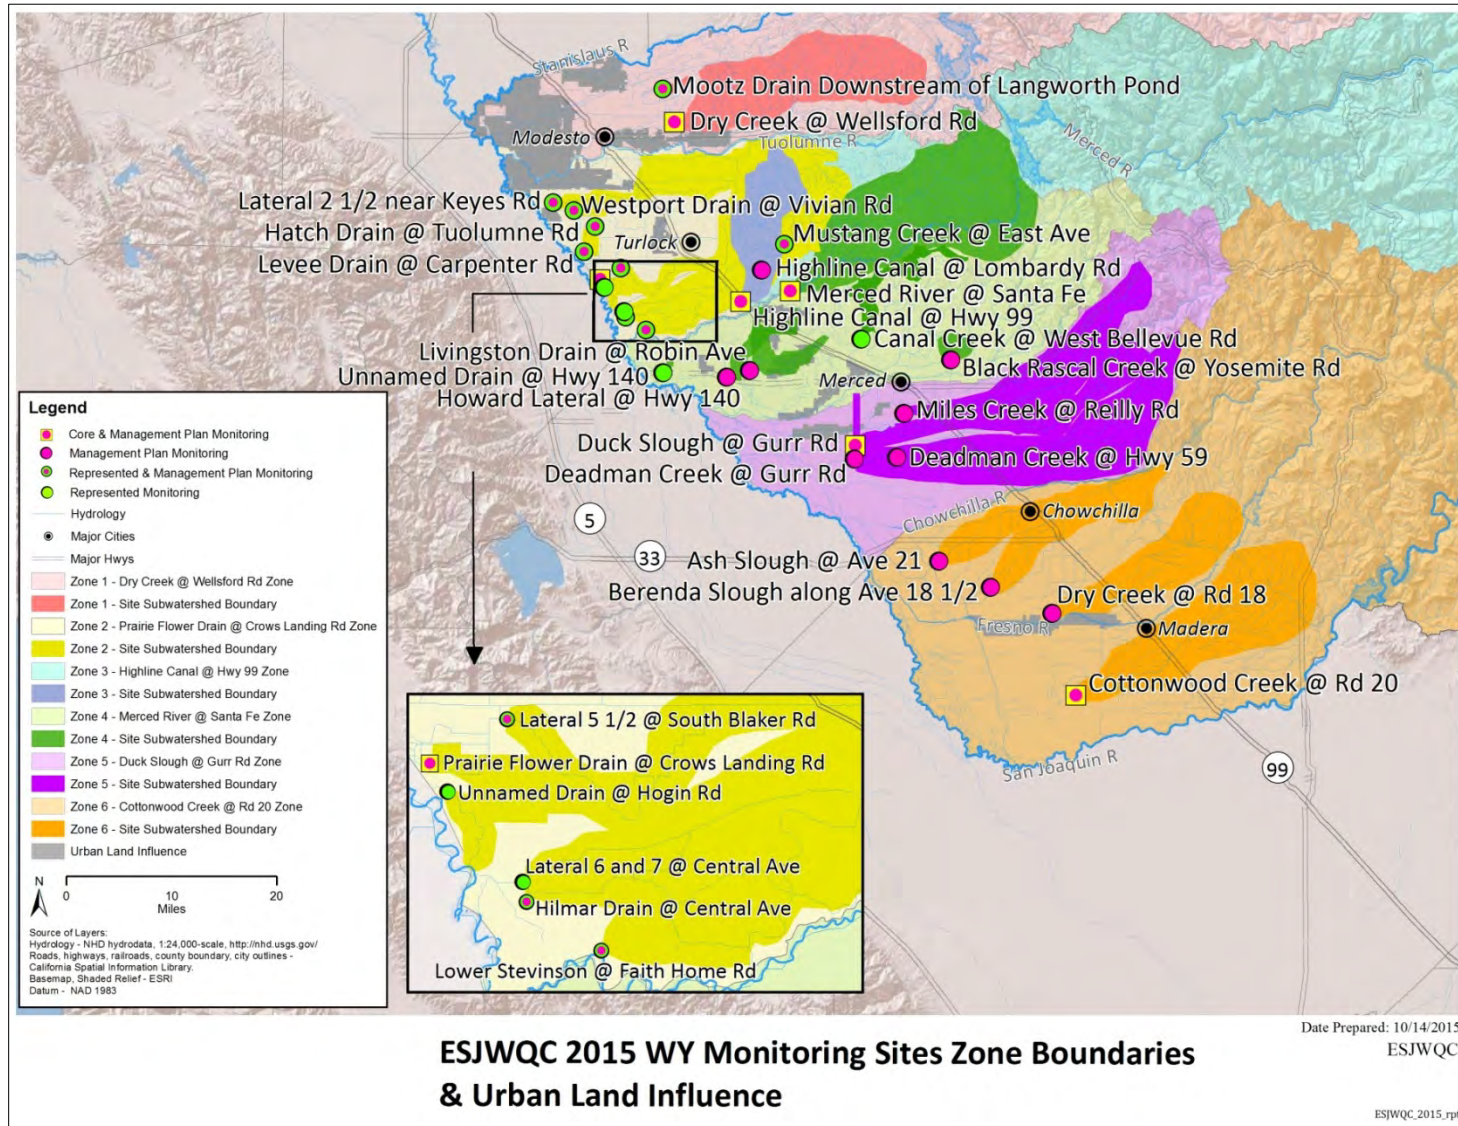 Stanislaus R
Mootz Drain Downstream of Langworth Pond
Dry Creek @ Wellsford Rd
Modesto
Tuolumne R
Merced R
Lateral 2 1/2 near Keyes Rd
Westport Drain @ Vivian Rd
Hatch Drain @ Tuolumne Rd
Turlock
Mustang Creek @ East Ave
Levee Drain @ Carpenter Rd
Highline Canal @ Lombardy Rd
Merced River @ Santa Fe
Highline Canal @ Hwy 99
Canal Creek @ West Bellevue Rd
Livingston Drain @ Robin Ave
Black Rascal Creek @ Yosemite Rd
Unnamed Drain @ Hwy 140
Merced
Howard Lateral @ Hwy 140
Miles Creek @ Reilly Rd
Duck Slough @ Gurr Rd
Deadman Creek @ Hwy 59
Deadman Creek @ Gurr Rd
Chowchilla R
Chowchilla
5
33
Ash Slough @ Ave 21
Berenda Slough along Ave 18 1/2
Dry Creek @ Rd 18
Fresno R
Madera
Cottonwood Creek @ Rd 20
San Joaquin R
99
Legend
Core & Management Plan Monitoring
Management Plan Monitoring
Represented & Management Plan Monitoring
Represented Monitoring
Hydrology
Major Cities
Major Hwys
Zone 1 - Dry Creek @ Wellsford Rd Zone
Zone 1 - Site Subwatershed Boundary
Zone 2 - Prairie Flower Drain @ Crows Landing Rd Zone
Zone 2 - Site Subwatershed Boundary
Zone 3 - Highline Canal @ Hwy 99 Zone
Zone 3 - Site Subwatershed Boundary
Zone 4 - Merced River @ Santa Fe Zone
Zone 4 - Site Subwatershed Boundary
Zone 5 - Duck Slough @ Gurr Rd Zone
Zone 5 - Site Subwatershed Boundary
Zone 6 - Cottonwood Creek @ Rd 20 Zone
Zone 6 - Site Subwatershed Boundary
Urban Land Influence
N
0 10 20
Miles
Source of Layers:
Hydrology - NHD hydrodata, 1:24,000-scale, http://nhd.usgs.gov/
Roads, highways, railroads, county boundary, city outlines -
California Spatial Information Library.
Basemap, Shaded Relief - ESRI
Datum - NAD 1983
Lateral 5 1/2 @ South Blaker Rd
Prairie Flower Drain @ Crows Landing Rd
Unnamed Drain @ Hogin Rd
Lateral 6 and 7 @ Central Ave
Hilmar Drain @ Central Ave
Lower Stevinson @ Faith Home Rd
Date Prepared: 10/14/2015
ESJWQC
ESJWQC 2015 WY Monitoring Sites Zone Boundaries
& Urban Land Influence
ESJWQC_2015_rpt